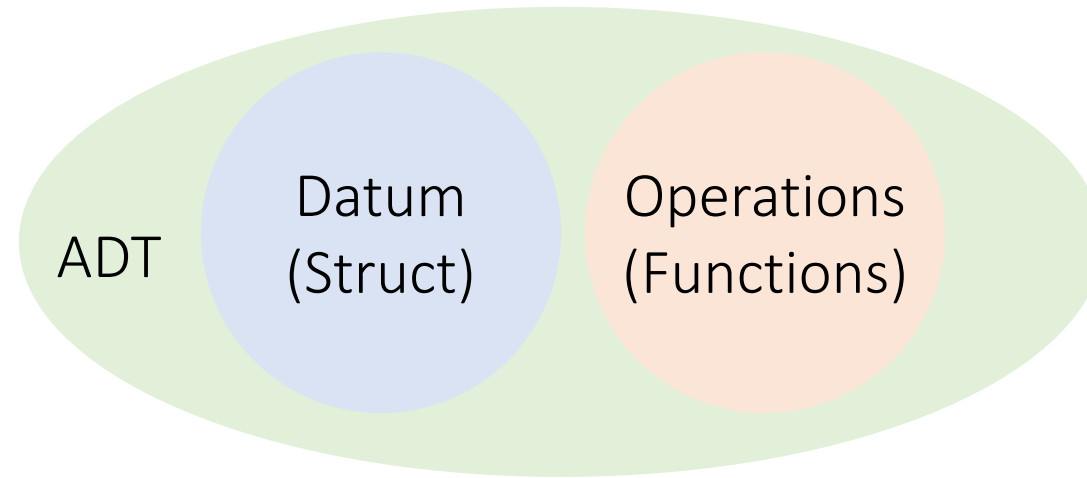 ADT
Datum
(Struct)
Operations
(Functions)